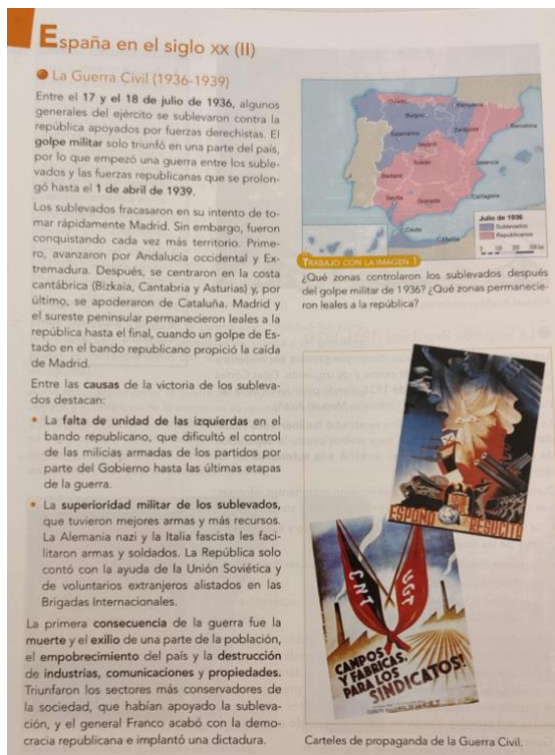 España en el siglo XX (II)
La Guerra Civil (1936-1939)
Entre el 17 y el 18 de julio de 1936, algunos
generales del ejército se sublevaron contra la
república apoyados por fuerzas derechistas. El
golpe militar solo triunfó en una parte del país,
por lo que empezó una guerra entre los suble-
vados y las fuerzas republicanas que se prolon-
gó hasta el 1 de abril de 1939.
Los sublevados fracasaron en su intento de to-
mar rápidamente Madrid. Sin embargo, fueron
conquistando cada vez más territorio. Prime-
ro, avanzaron por Andalucía occidental y Ex-
tremadura. Después, se centraron en la costa
cantábrica (Bizkaia, Cantabria y Asturias) y, por
último, se apoderaron de Cataluña. Madrid y
el sureste peninsular permanecieron leales a la
república hasta el final, cuando un golpe de Es-
tado en el bando republicano propició la caída
de Madrid.
Entre las causas de la victoria de los subleva-
dos destacan:
• La falta de unidad de las izquierdas en el
bando republicano, que dificultó el control
de las milicias armadas de los partidos por
parte del Gobierno hasta las últimas etapas
de la guerra.
• La superioridad militar de los sublevados,
que tuvieron mejores armas y más recursos.
La Alemania nazi y la Italia fascista les faci-
litaron armas y soldados. La República solo
contó con la ayuda de la Unión Soviética y
de voluntarios extranjeros alistados en las
Brigadas Internacionales.
La primera consecuencia de la guerra fue la
muerte y el exilio de una parte de la población,
el empobrecimiento del país y la destrucción
de industrias, comunicaciones y propiedades.
Triunfaron los sectores más conservadores de
la sociedad, que habían apoyado la subleva-
ción, y el general Franco acabó con la demo-
cracia republicana e implantó una dictadura.
Oviedo
Pamplona
Burgos
Zaragoza
Barcelona
Salamanca
Madrid
Toledo
Valencia
Badajoz
Sevilla
Granada
Cartagena
Ceuta
Melilla
Julio de 1936
Sublevados
Republicanos
TRABAJO CON LA IMAGEN 1
¿Qué zonas controlaron los sublevados después
del golpe militar de 1936? ¿Qué zonas permanecie-
ron leales a la república?
ESPAÑA RESUCITÓ
CNT
UGT
CAMPOS
Y FÁBRICAS,
PARA LOS
SINDICATOS!
Carteles de propaganda de la Guerra Civil.